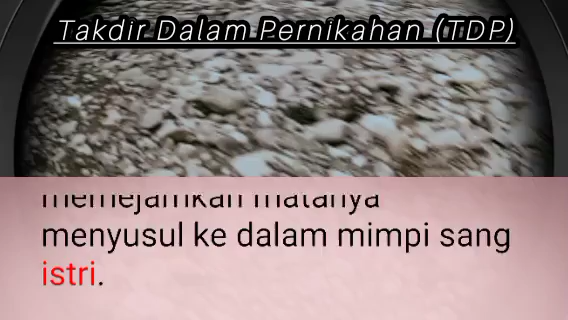 Takdir Dalam Pernikahan (TDP)
memejamkan matanya
menyusul ke dalam mimpi sang
istri.